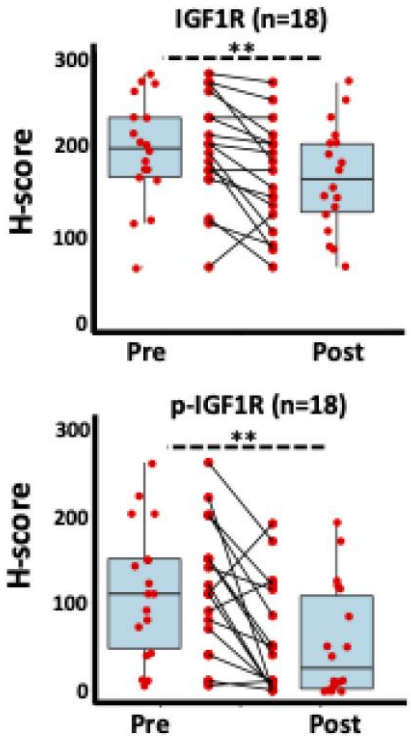 IGF1R (n=18)
**
300
200
100
0
H-score
Pre
Post
p-IGF1R (n=18)
**
300
200
100
0
H-score
Pre
Post